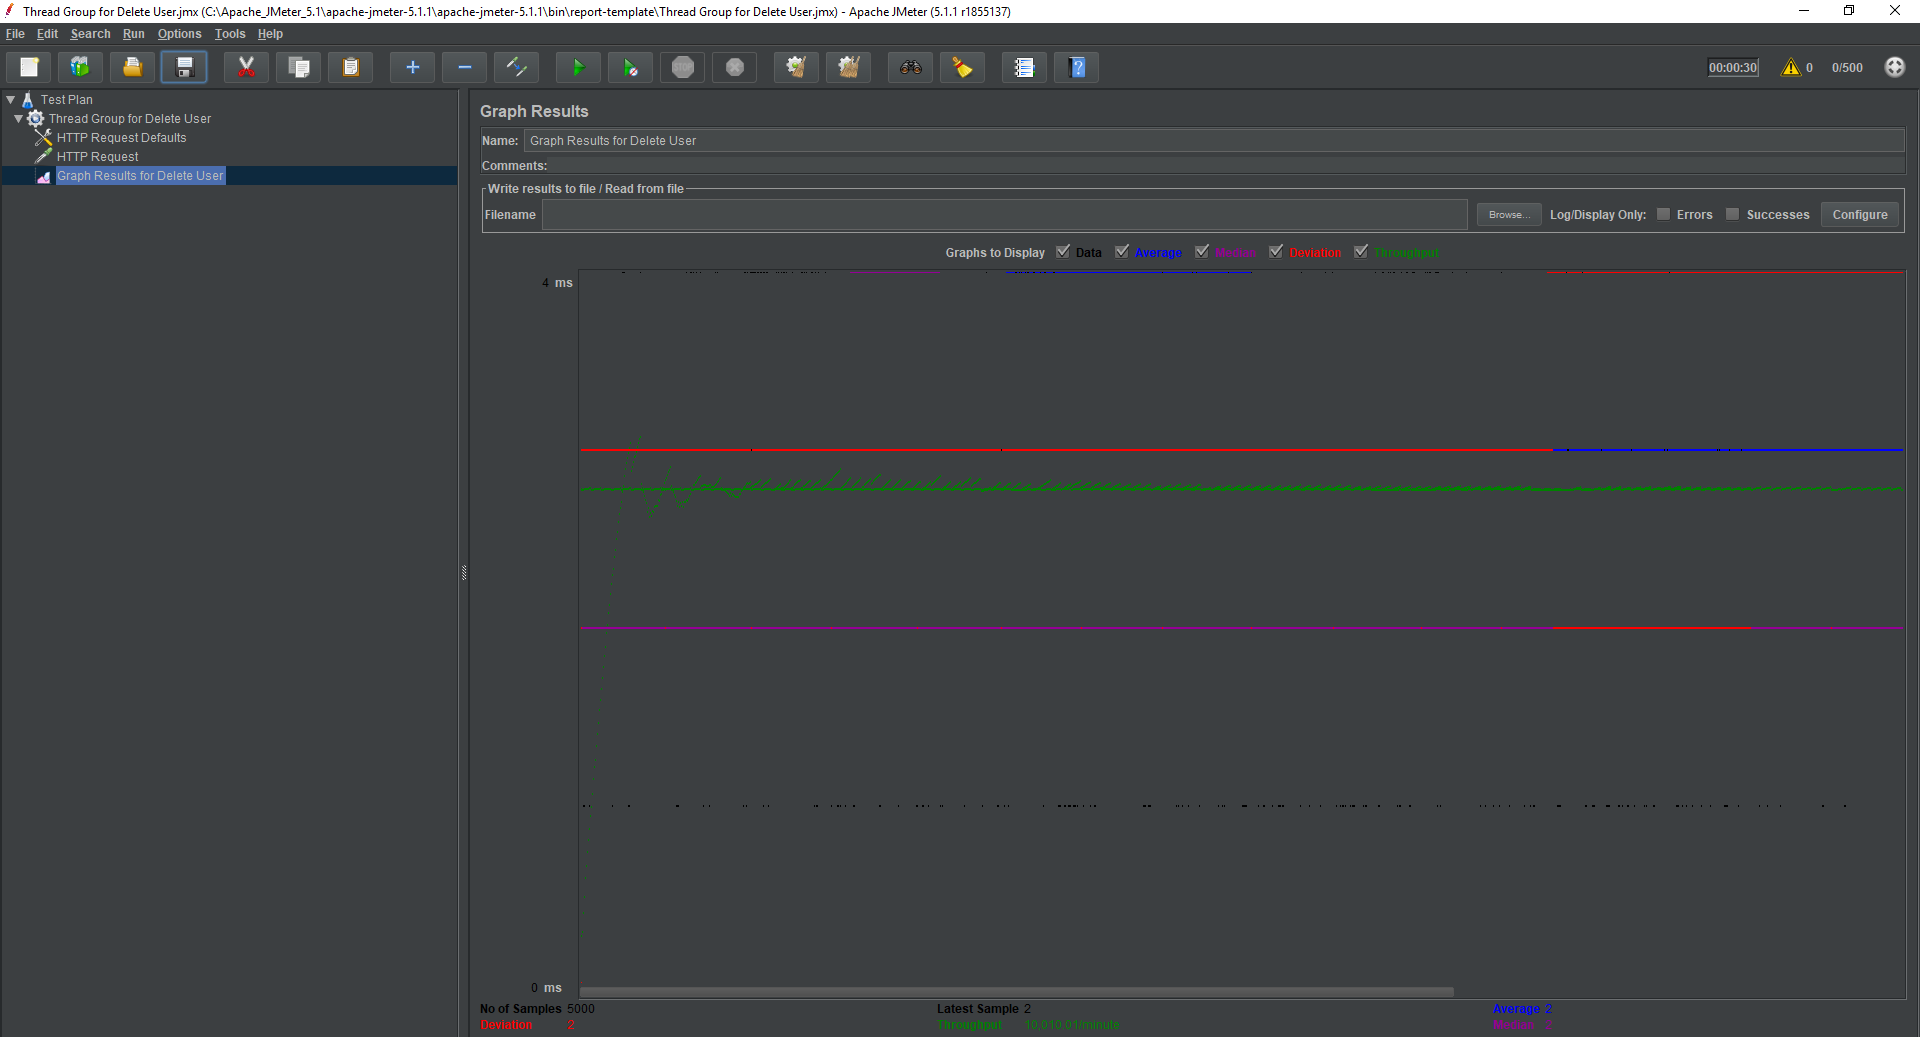 Thread Group for Delete User.jmx (C:\Apache_JMeter_5.1\apache-jmeter-5.1.1\apache-jmeter-5.1.1\bin\report-template\Thread Group for Delete User.jmx) - Apache JMeter (5.1.1 r1855137)
File Edit Search Run Options Tools Help
STOP
00:00:30 0 0/500
Test Plan
Thread Group for Delete User
HTTP Request Defaults
HTTP Request
Graph Results for Delete User
Graph Results
Name: Graph Results for Delete User
Comments:
Write results to file / Read from file
Filename Browse... Log/Display Only: Errors Successes Configure
Graphs to Display Data Average Median Deviation Throughput
4 ms
0 ms
No of Samples 5000 Latest Sample 2 Average 2
Deviation 2 Throughput 10,010.01/minute Median